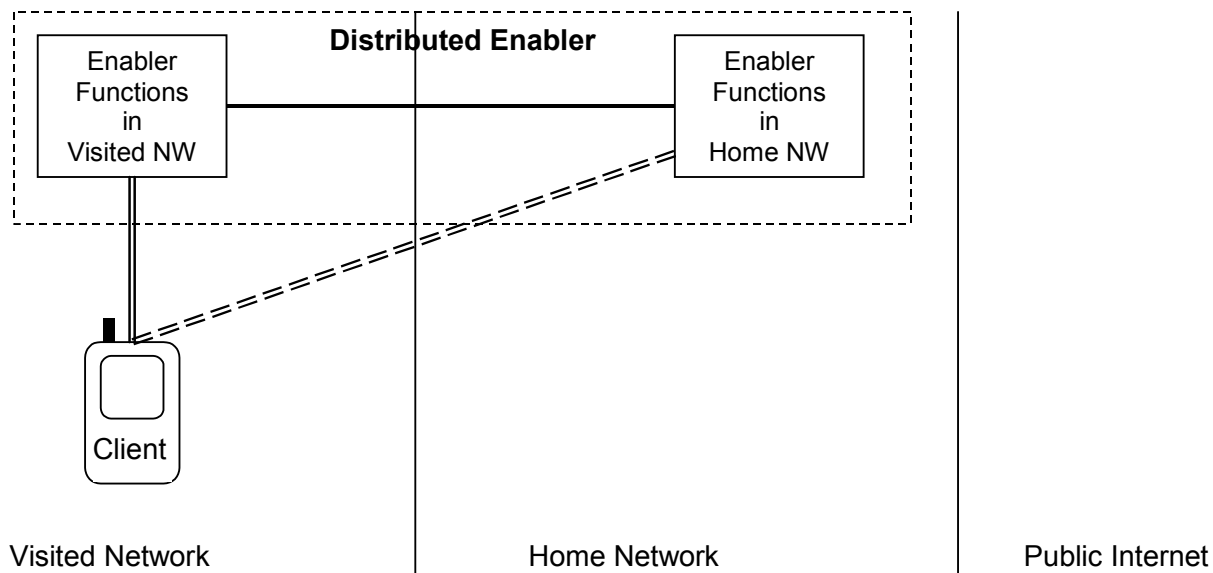 Distributed Enabler
Enabler
Functions
in
Visited NW
Enabler
Functions
in
Home NW
Client
Visited Network
Home Network
Public Internet